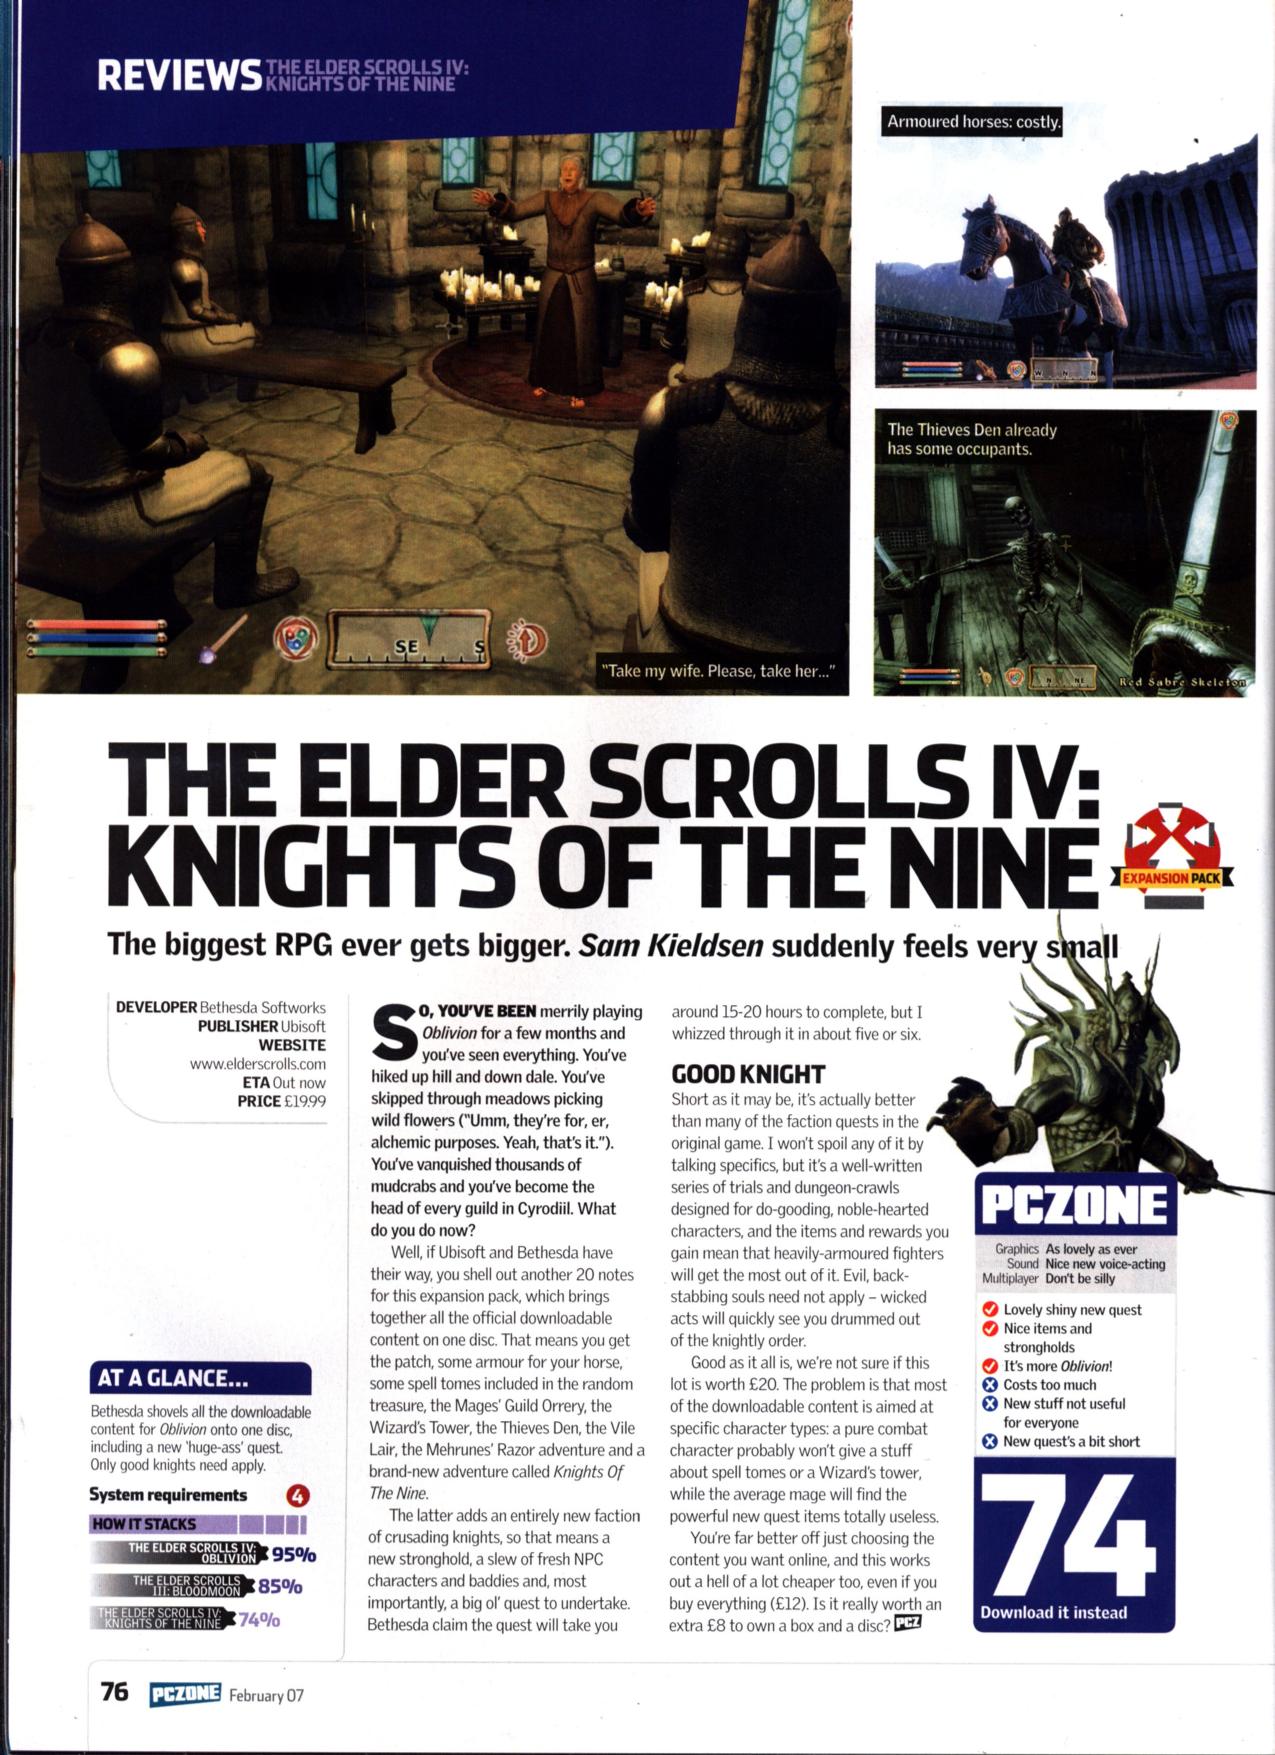 REVIEWS THE ELDER SCROLLS IV:
KNIGHTS OF THE NINE
Armoured horses: costly.
W N N
The Thieves Den already
has some occupants.
N NE
Red Sabre Skeleton
SE S
"Take my wife. Please, take her..."
THE ELDER SCROLLS IV:
KNIGHTS OF THE NINE
EXPANSION PACK
The biggest RPG ever gets bigger. Sam Kieldsen suddenly feels very small
DEVELOPER Bethesda Softworks
PUBLISHER Ubisoft
WEBSITE
www.elderscrolls.com
ETA Out now
PRICE £19.99
AT A GLANCE...
Bethesda shovels all the downloadable
content for Oblivion onto one disc,
including a new 'huge-ass' quest.
Only good knights need apply.
System requirements 4
HOW IT STACKS
THE ELDER SCROLLS IV:
OBLIVION 95%
THE ELDER SCROLLS
III: BLOODMOON 85%
THE ELDER SCROLLS IV:
KNIGHTS OF THE NINE 74%
SO, YOU'VE BEEN merrily playing
Oblivion for a few months and
you've seen everything. You've
hiked up hill and down dale. You've
skipped through meadows picking
wild flowers ("Umm, they're for, er,
alchemic purposes. Yeah, that's it.").
You've vanquished thousands of
mudcrabs and you've become the
head of every guild in Cyrodiil. What
do you do now?
Well, if Ubisoft and Bethesda have
their way, you shell out another 20 notes
for this expansion pack, which brings
together all the official downloadable
content on one disc. That means you get
the patch, some armour for your horse,
some spell tomes included in the random
treasure, the Mages' Guild Orrery, the
Wizard's Tower, the Thieves Den, the Vile
Lair, the Mehrunes' Razor adventure and a
brand-new adventure called Knights Of
The Nine.
The latter adds an entirely new faction
of crusading knights, so that means a
new stronghold, a slew of fresh NPC
characters and baddies and, most
importantly, a big ol' quest to undertake.
Bethesda claim the quest will take you
around 15-20 hours to complete, but I
whizzed through it in about five or six.
GOOD KNIGHT
Short as it may be, it's actually better
than many of the faction quests in the
original game. I won't spoil any of it by
talking specifics, but it's a well-written
series of trials and dungeon-crawls
designed for do-gooding, noble-hearted
characters, and the items and rewards you
gain mean that heavily-armoured fighters
will get the most out of it. Evil, back-
stabbing souls need not apply – wicked
acts will quickly see you drummed out
of the knightly order.
Good as it all is, we're not sure if this
lot is worth £20. The problem is that most
of the downloadable content is aimed at
specific character types: a pure combat
character probably won't give a stuff
about spell tomes or a Wizard's tower,
while the average mage will find the
powerful new quest items totally useless.
You're far better off just choosing the
content you want online, and this works
out a hell of a lot cheaper too, even if you
buy everything (£12). Is it really worth an
extra £8 to own a box and a disc? PCZ
PCZONE
Graphics As lovely as ever
Sound Nice new voice-acting
Multiplayer Don't be silly
Lovely shiny new quest
Nice items and
strongholds
It's more Oblivion!
Costs too much
New stuff not useful
for everyone
New quest's a bit short
74
Download it instead
76 PCZONE February 07